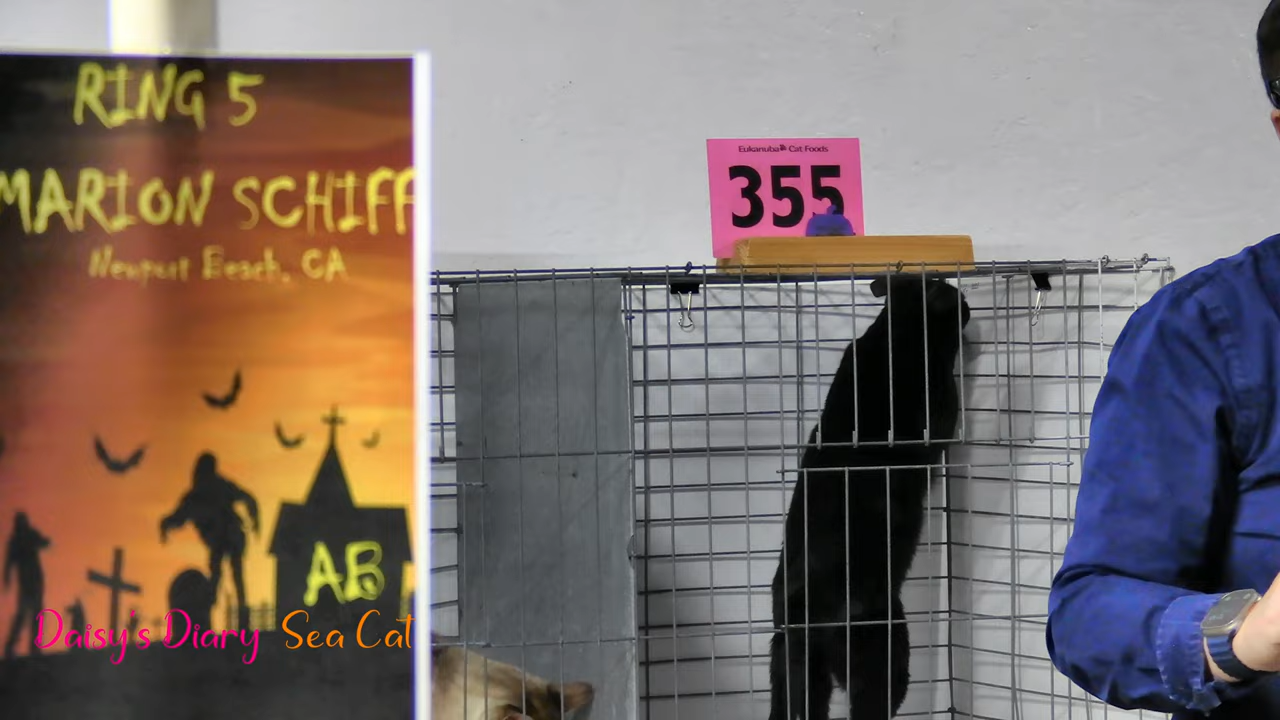 RING 5
MARION SCHIFF
Newport Beach, CA
AB
Daisy's Diary Sea Cat
Eukanuba Cat Foods
355